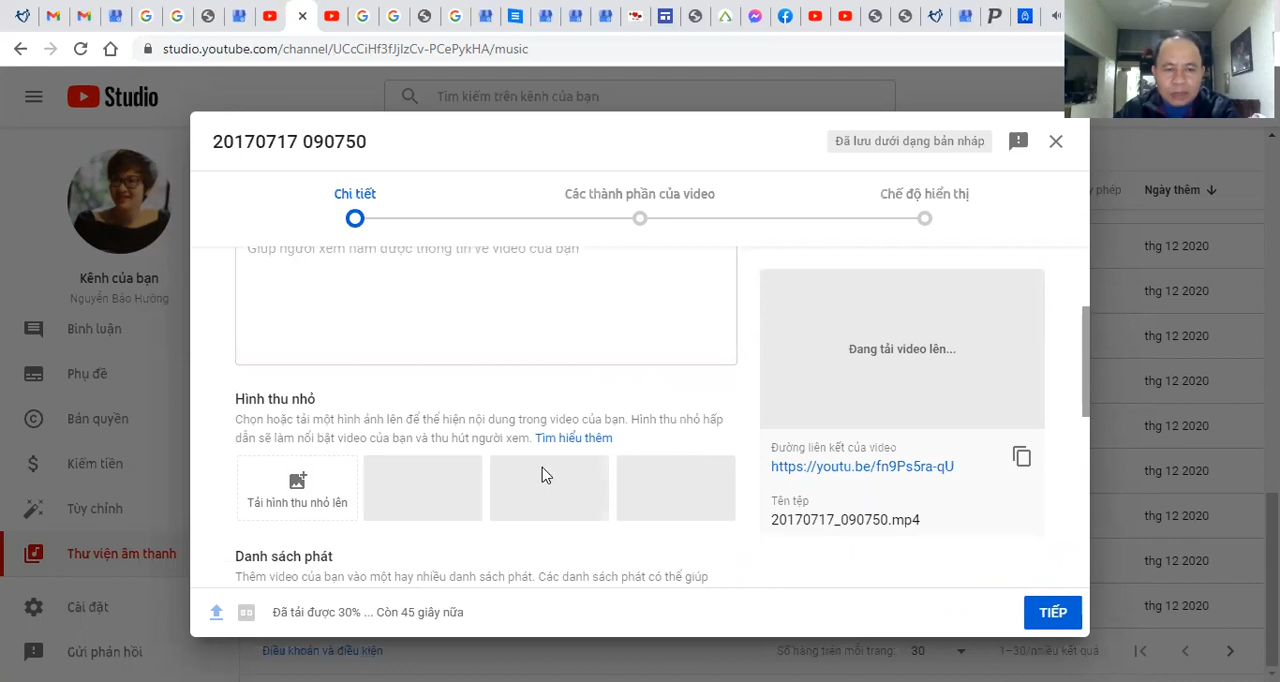 studio.youtube.com/channel/UCcCiHf3fJjIzCv-PCePykHA/music
Studio
Tìm kiếm trên kênh của bạn
20170717 090750
Đã lưu dưới dạng bản nháp
Chi tiết
Các thành phần của video
Chế độ hiển thị
phép
Ngày thêm
Giúp người xem nắm được thông tin về video của bạn
thg 12 2020
Kênh của bạn
Nguyễn Bảo Hưởng
thg 12 2020
Bình luận
thg 12 2020
Đang tải video lên...
Phụ đề
thg 12 2020
Hình thu nhỏ
Chọn hoặc tải một hình ảnh lên để thể hiện nội dung trong video của bạn. Hình thu nhỏ hấp
dẫn sẽ làm nổi bật video của bạn và thu hút người xem. Tìm hiểu thêm
Bản quyền
thg 12 2020
Đường liên kết của video
https://youtu.be/fn9Ps5ra-qU
Kiếm tiền
thg 12 2020
Tải hình thu nhỏ lên
Tên tệp
20170717_090750.mp4
Tùy chỉnh
thg 12 2020
Danh sách phát
Thêm video của bạn vào một hay nhiều danh sách phát. Các danh sách phát có thể giúp
Thư viện âm thanh
thg 12 2020
Cài đặt
thg 12 2020
Đã tải được 30% ... Còn 45 giây nữa
TIẾP
Gửi phản hồi
Điều khoản và điều kiện
Số hàng trên mỗi trang:
30
1–30/nhiều kết quả